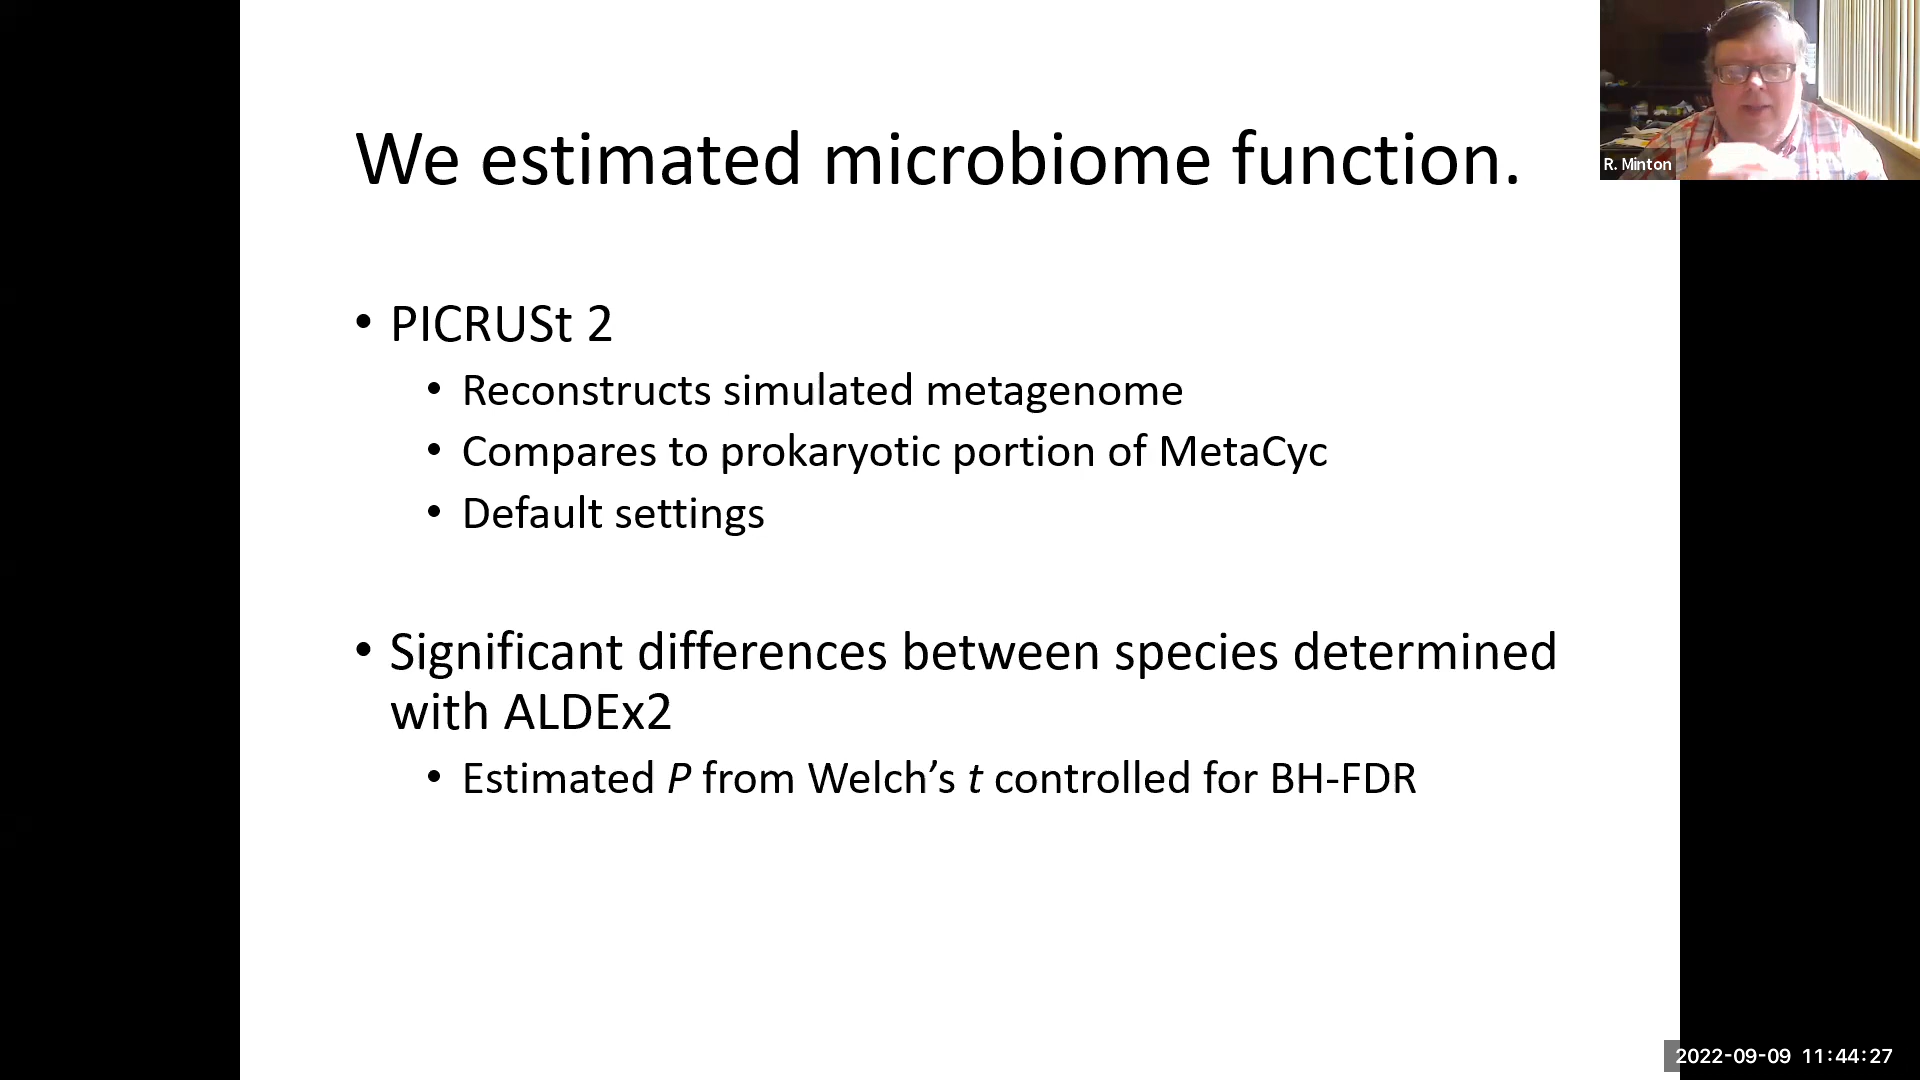 We estimated microbiome function.
R. Minton
• PICRUSt 2
• Reconstructs simulated metagenome
• Compares to prokaryotic portion of MetaCyc
• Default settings
• Significant differences between species determined
with ALDEx2
• Estimated P from Welch’s t controlled for BH-FDR
2022-09-09 11:44:27